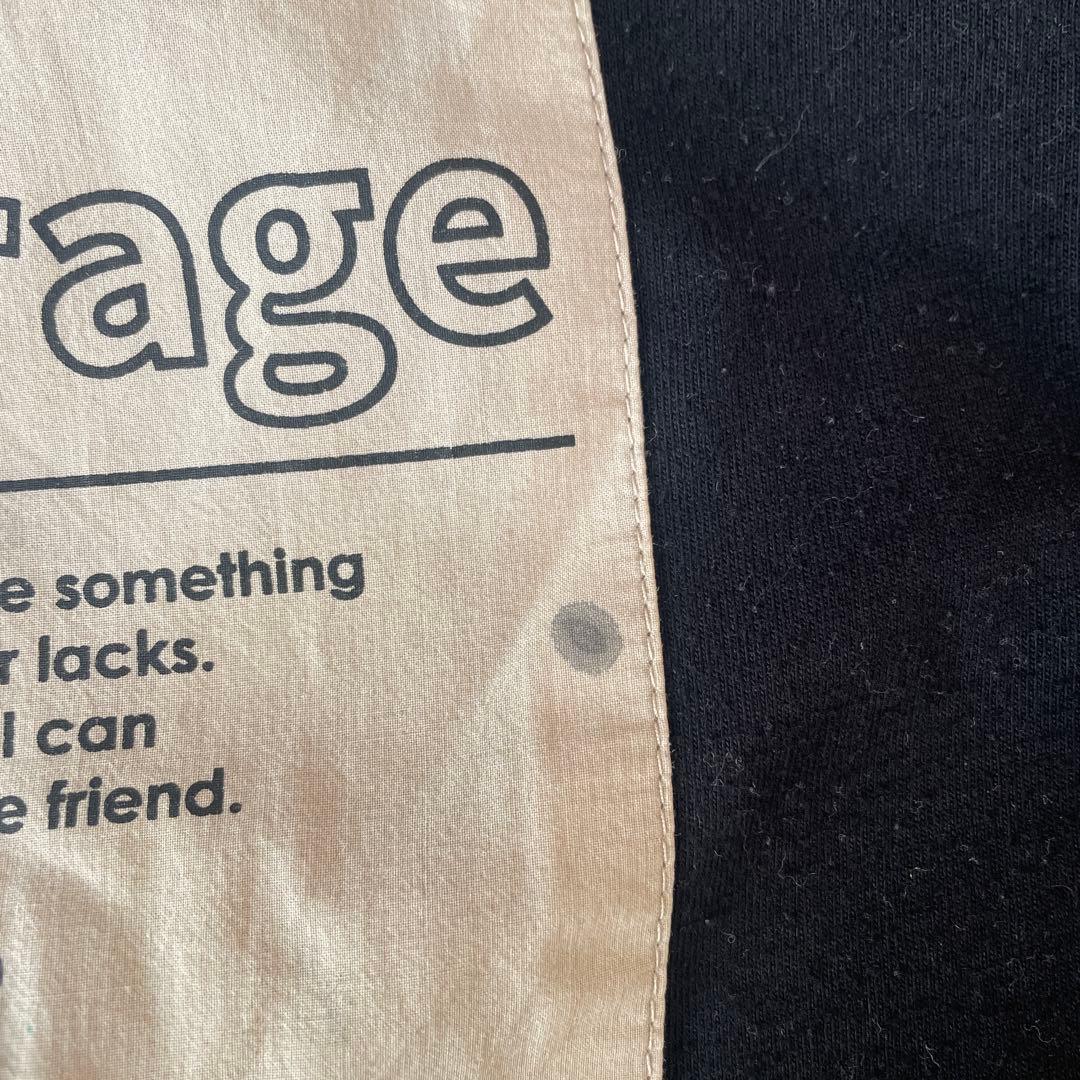 rage
e something
r lacks.
I can
e friend.